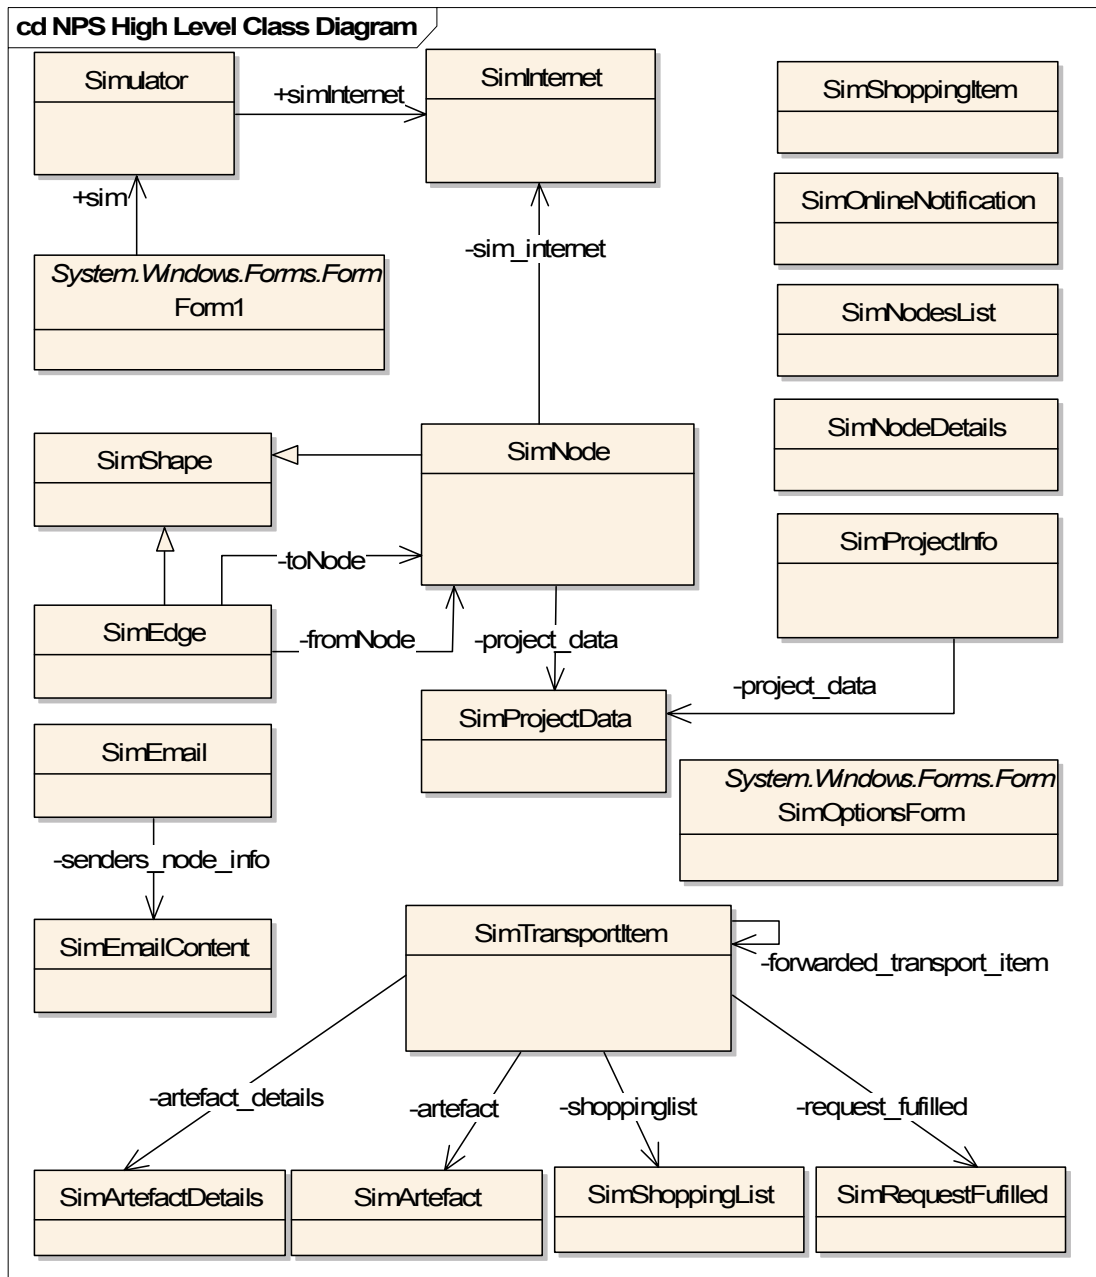 cd NPS High Level Class Diagram
Simulator
+simInternet
SimInternet
SimShoppingItem
+sim
SimOnlineNotification
-sim_internet
System.Windows.Forms.Form
Form1
SimNodesList
SimShape
SimNode
SimNodeDetails
SimProjectInfo
-toNode
SimEdge
-fromNode
-project_data
-project_data
SimProjectData
SimEmail
System.Windows.Forms.Form
SimOptionsForm
-senders_node_info
SimEmailContent
SimTransportItem
-forwarded_transport_item
-artefact_details
-artefact
-shoppinglist
-request_fufilled
SimArtefactDetails
SimArtefact
SimShoppingList
SimRequestFufilled